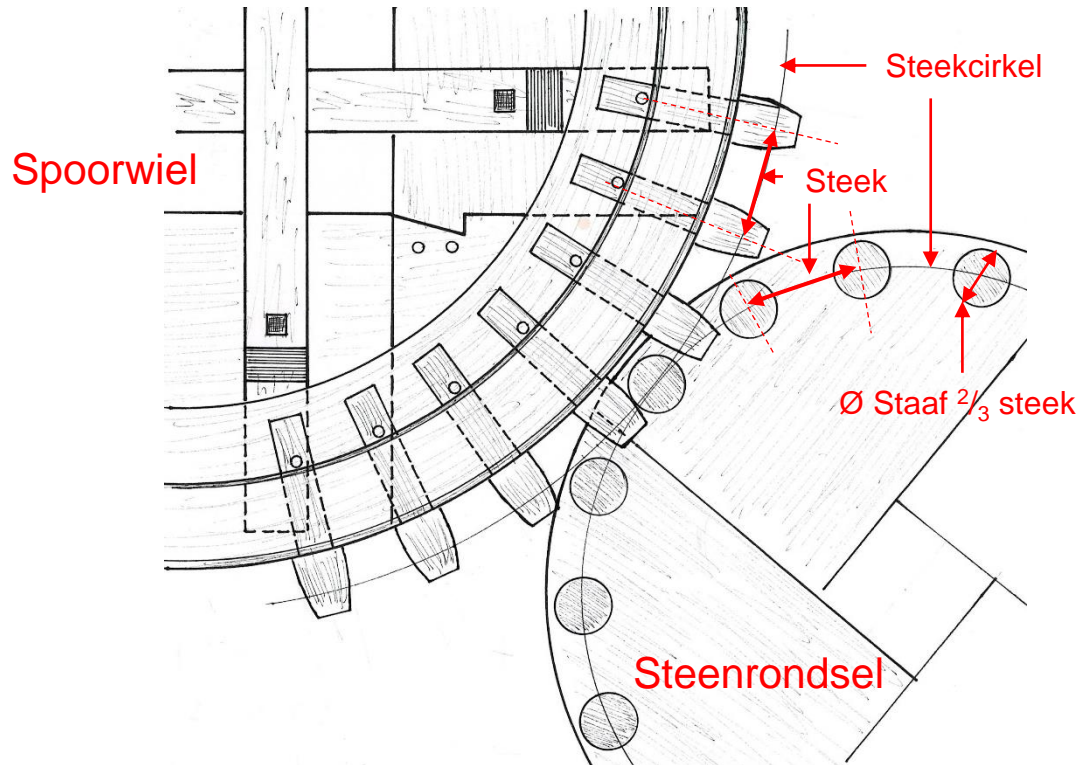 Steekcirkel
Spoorwiel
Steek
Ø Staaf 2/3 steek
Steenrondsel